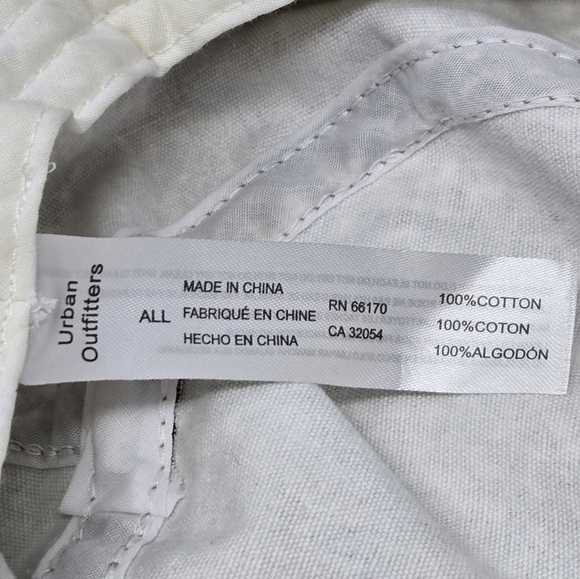 Urban
Outfitters
ALL
MADE IN CHINA
FABRIQUÉ EN CHINE
HECHO EN CHINA
RN 66170
CA 32054
100%COTTON
100%COTON
100%ALGODÓN